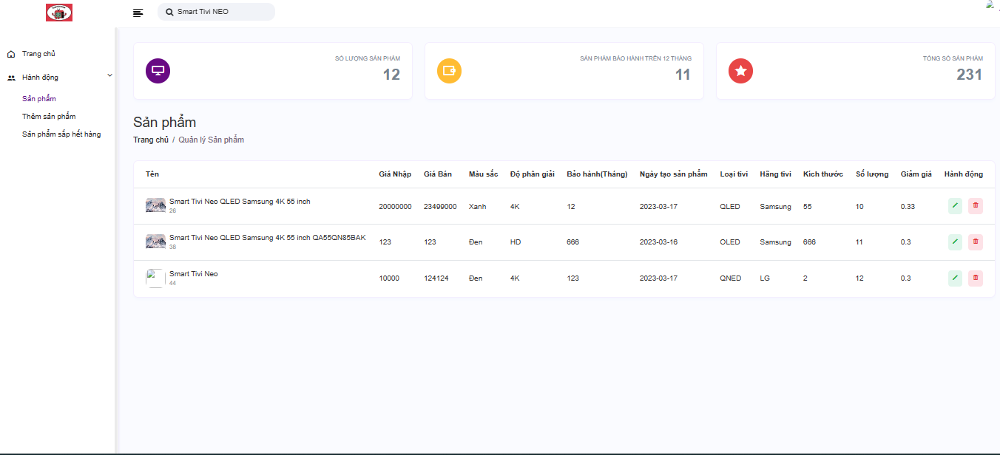 Smart Tivi NEO
Trang chủ
Hành động
Sản phẩm
Thêm sản phẩm
Sản phẩm sắp hết hàng
SỐ LƯỢNG SẢN PHẨM
12
SẢN PHẨM BẢO HÀNH TRÊN 12 THÁNG
11
TỔNG SỐ SẢN PHẨM
231
Sản phẩm
Trang chủ / Quản lý Sản phẩm
Tên Giá Nhập Giá Bán Màu sắc Độ phân giải Bảo hành(Tháng) Ngày tạo sản phẩm Loại tivi Hãng tivi Kích thước Số lượng Giảm giá Hành động
Smart Tivi Neo QLED Samsung 4K 55 inch
26
20000000 23499000 Xanh 4K 12 2023-03-17 QLED Samsung 55 10 0.33
Smart Tivi Neo QLED Samsung 4K 55 inch QA55QN85BAK
38
123 123 Đen HD 666 2023-03-16 OLED Samsung 666 11 0.3
Smart Tivi Neo
44
10000 124124 Đen 4K 123 2023-03-17 QNED LG 2 12 0.3